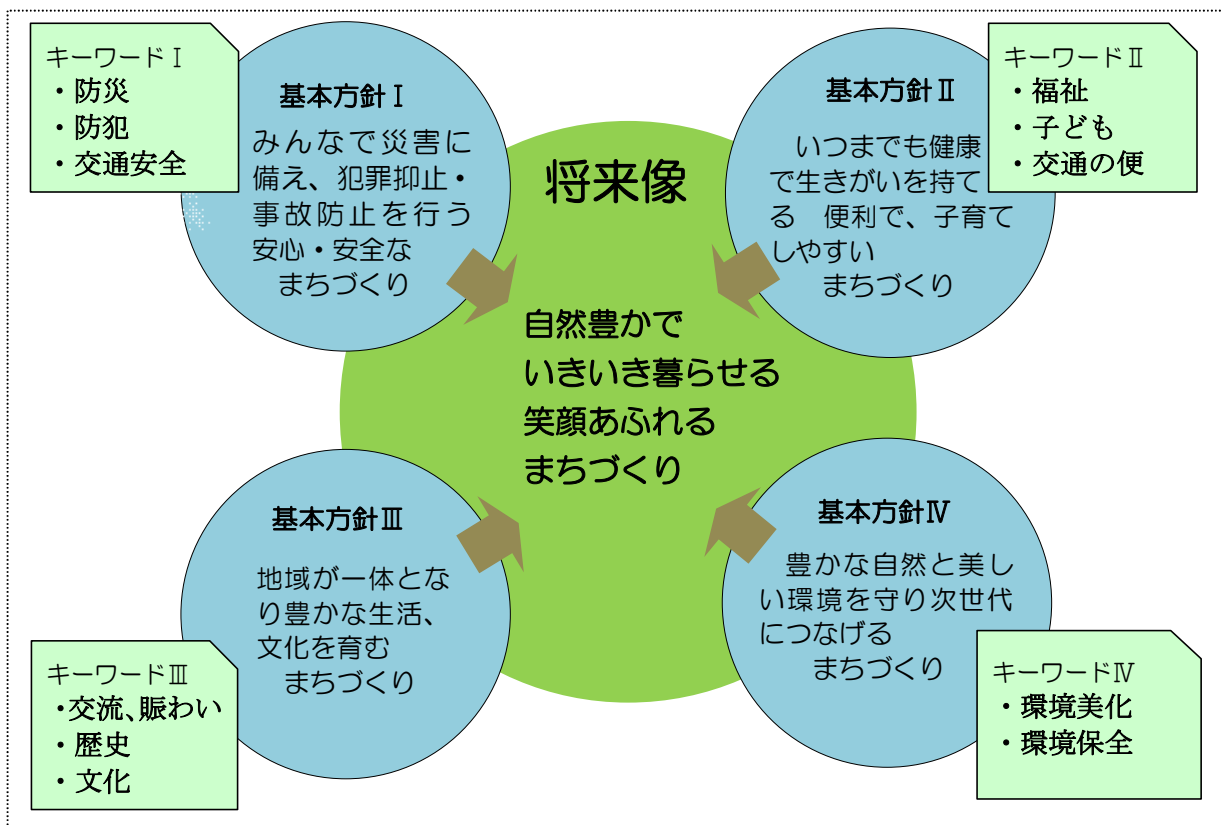 キーワードⅠ
・防災
・防犯
・交通安全
基本方針Ⅰ
みんなで災害に
備え、犯罪抑止・
事故防止を行う
安心・安全な
まちづくり
キーワードⅡ
・福祉
・子ども
・交通の便
基本方針Ⅱ
いつまでも健康
で生きがいを持て
る　便利で、子育て
しやすい
まちづくり
将来像
自然豊かで
いきいき暮らせる
笑顔あふれる
まちづくり
基本方針Ⅲ
地域が一体とな
り豊かな生活、
文化を育む
まちづくり
キーワードⅢ
・交流、賑わい
・歴史
・文化
基本方針Ⅳ
豊かな自然と美し
い環境を守り次世代
につなげる
まちづくり
キーワードⅣ
・環境美化
・環境保全